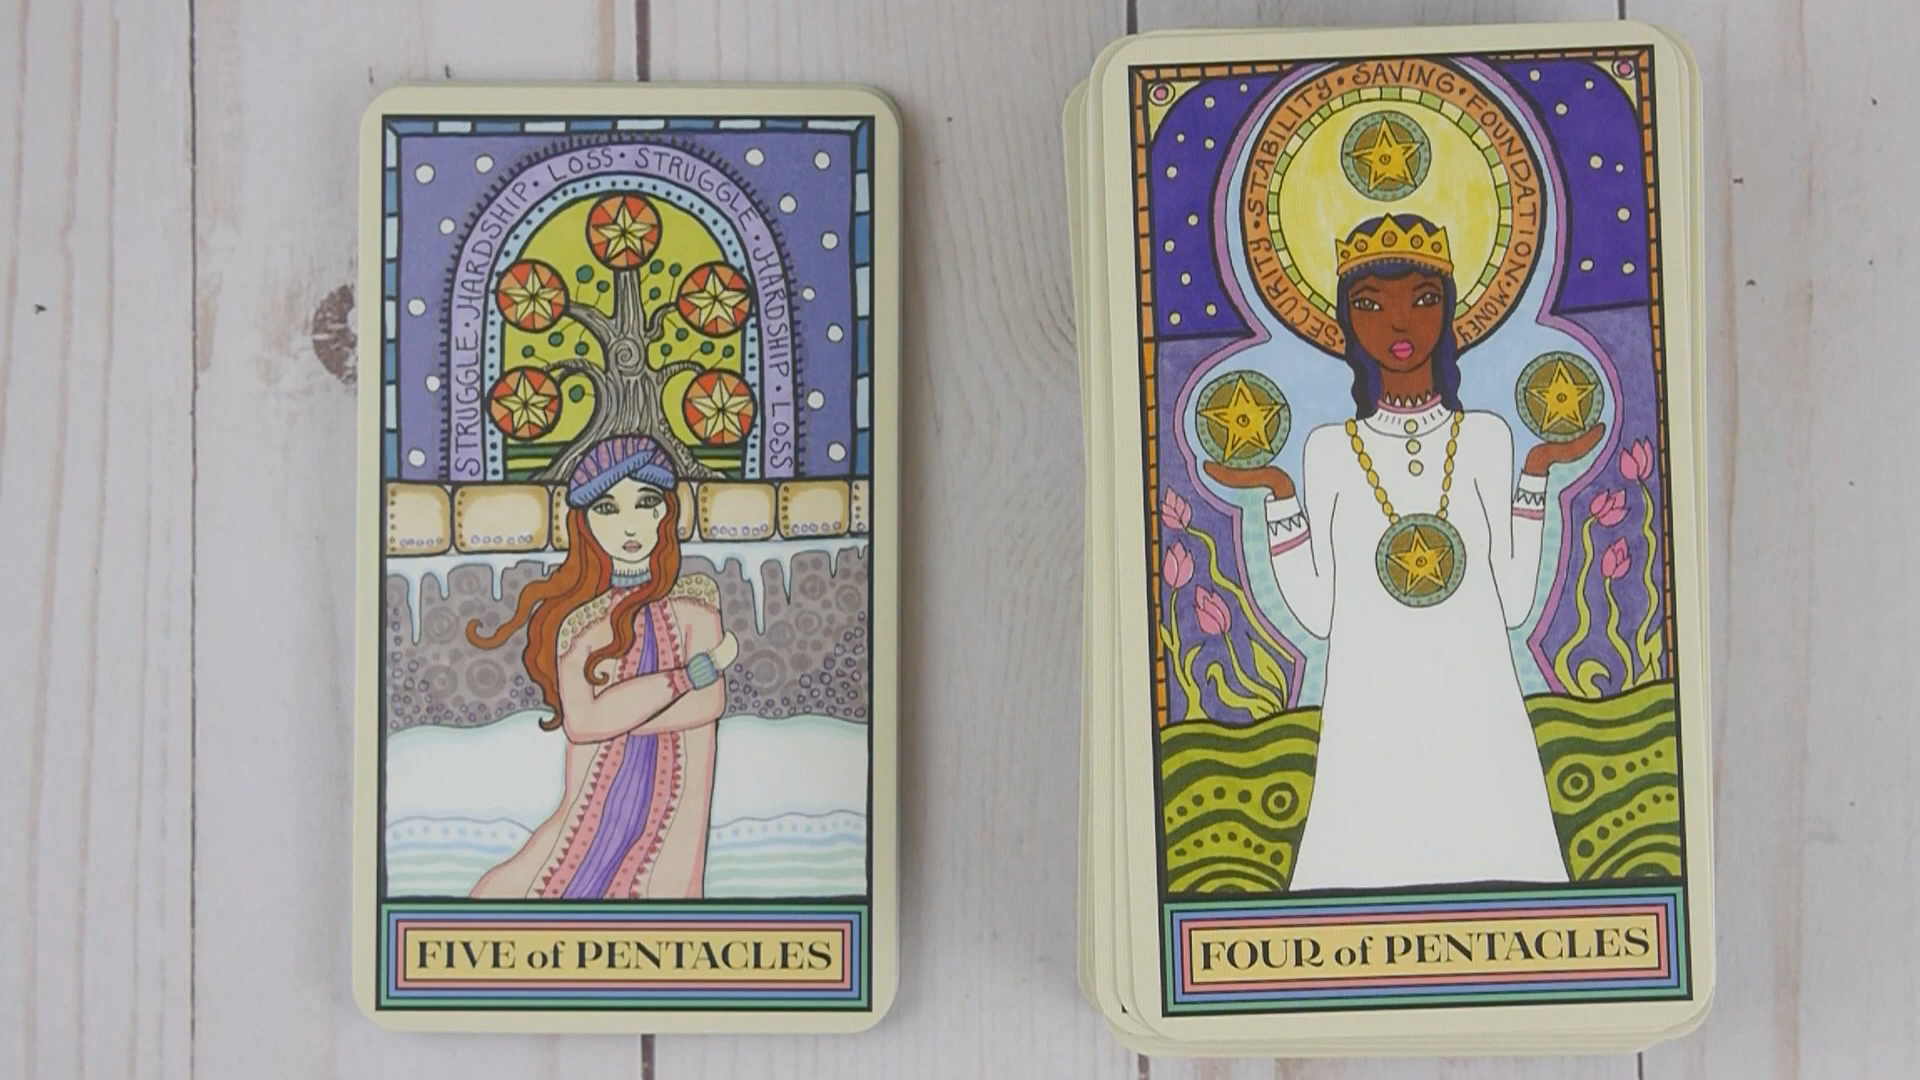 STRUGGLE · HARDSHIP · LOSS · STRUGGLE · HARDSHIP · LOSS
FIVE of PENTACLES
· SECURITY · STABILITY · SAVING · FOUNDATION · MONEY
FOUR of PENTACLES